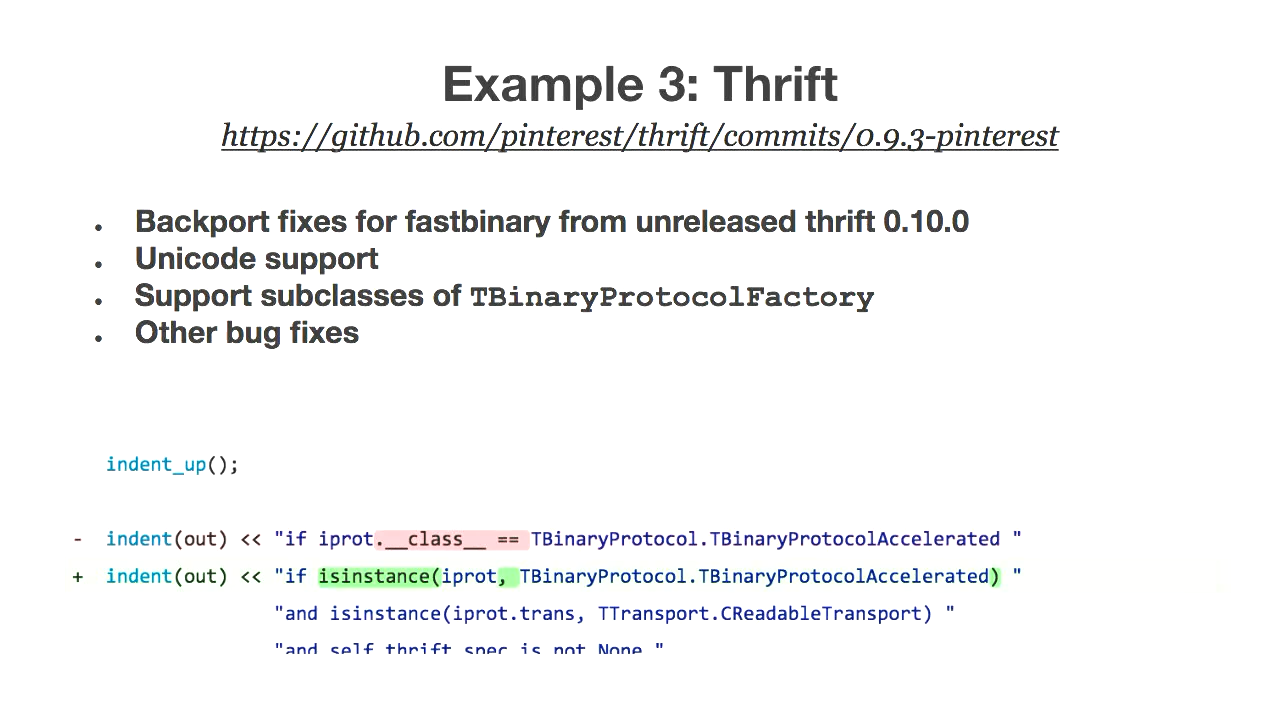 Example 3: Thrift
https://github.com/pinterest/thrift/commits/0.9.3-pinterest
• Backport fixes for fastbinary from unreleased thrift 0.10.0
• Unicode support
• Support subclasses of TBinaryProtocolFactory
• Other bug fixes
indent_up();
- indent(out) << "if iprot.__class__ == TBinaryProtocol.TBinaryProtocolAccelerated "
+ indent(out) << "if isinstance(iprot, TBinaryProtocol.TBinaryProtocolAccelerated) "
"and isinstance(iprot.trans, TTransport.CReadableTransport) "
"and self.thrift_spec is not None "